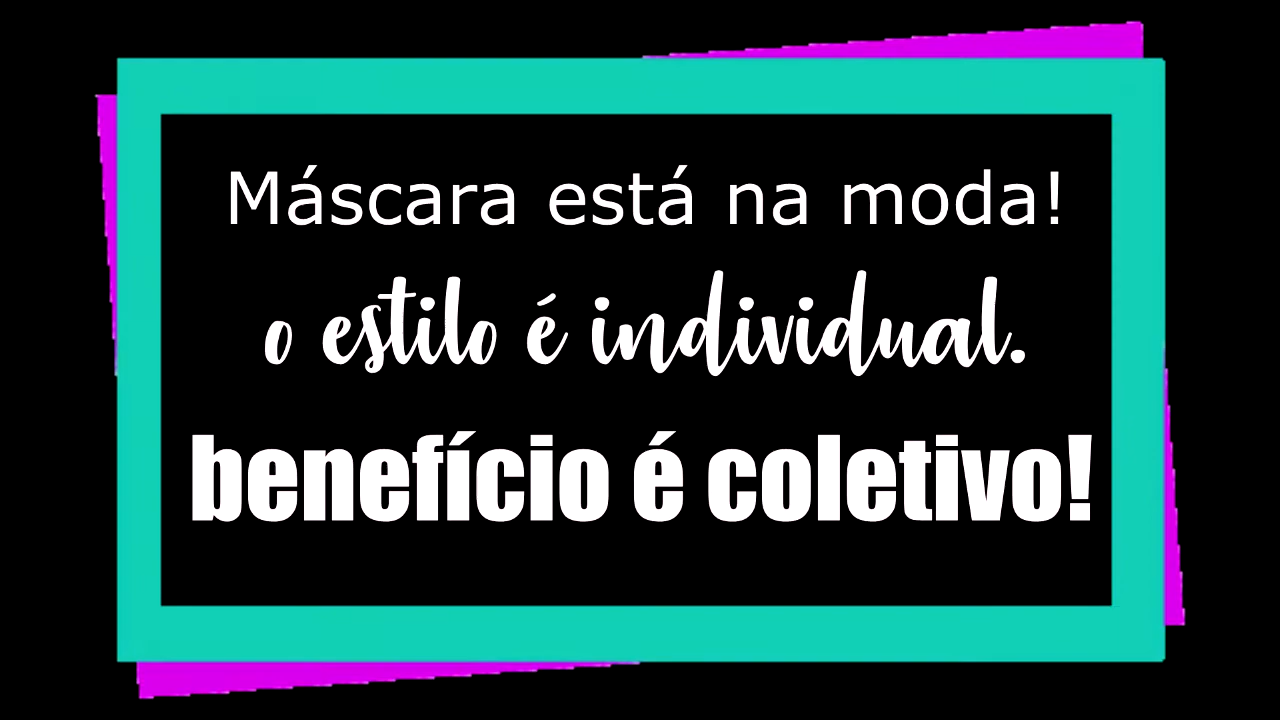 Máscara está na moda!
o estilo é individual.
benefício é coletivo!